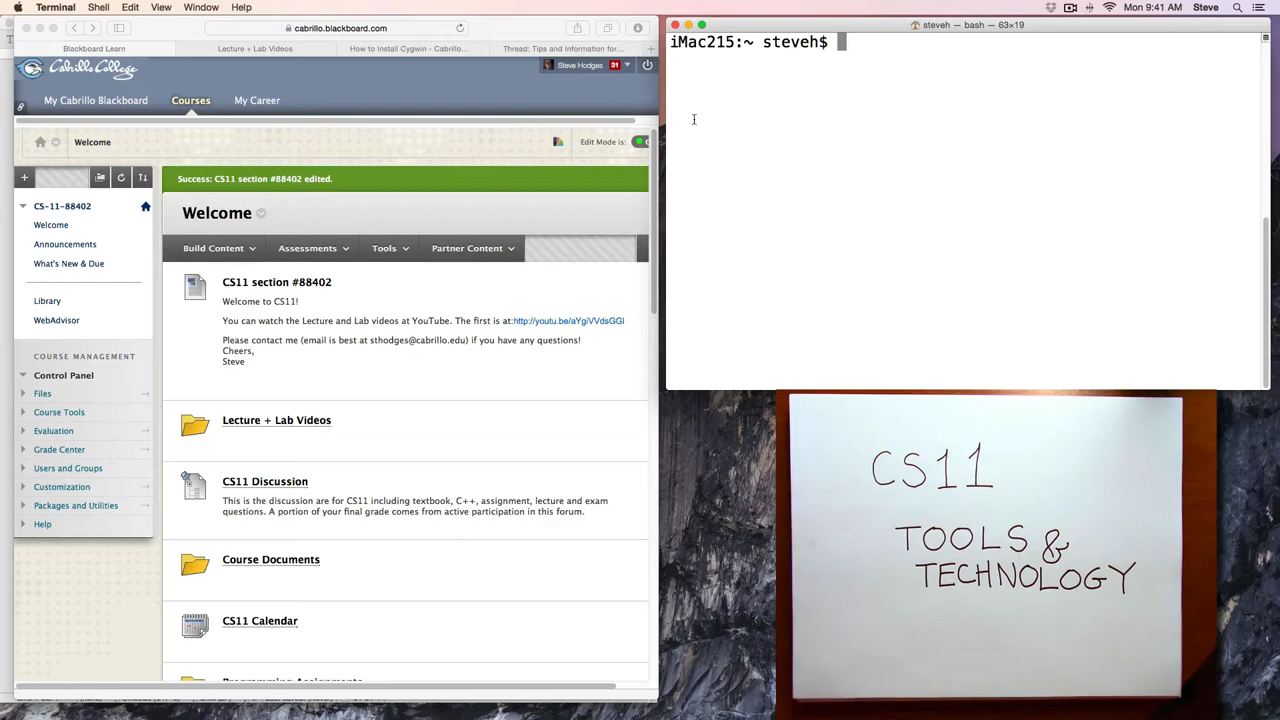 Terminal Shell Edit View Window Help
Mon 9:41 AM Steve
cabrillo.blackboard.com
Blackboard Learn
Lecture + Lab Videos
How to Install Cygwin - Cabrillo...
Thread: Tips and Information for...
Cabrillo College
Steve Hodges 31
My Cabrillo Blackboard Courses My Career
Welcome
Edit Mode is:
CS-11-88402
Welcome
Announcements
What's New & Due
Library
WebAdvisor
COURSE MANAGEMENT
Control Panel
Files
Course Tools
Evaluation
Grade Center
Users and Groups
Customization
Packages and Utilities
Help
Success: CS11 section #88402 edited.
Welcome
Build Content Assessments Tools Partner Content
CS11 section #88402
Welcome to CS11!
You can watch the Lecture and Lab videos at YouTube. The first is at:http://youtu.be/aYgiVVdsGGI
Please contact me (email is best at sthodges@cabrillo.edu) if you have any questions!
Cheers,
Steve
Lecture + Lab Videos
CS11 Discussion
This is the discussion are for CS11 including textbook, C++, assignment, lecture and exam
questions. A portion of your final grade comes from active participation in this forum.
Course Documents
CS11 Calendar
Programming Assignments
steveh — bash — 63×19
iMac215:~ steveh$
CS11
TOOLS &
TECHNOLOGY